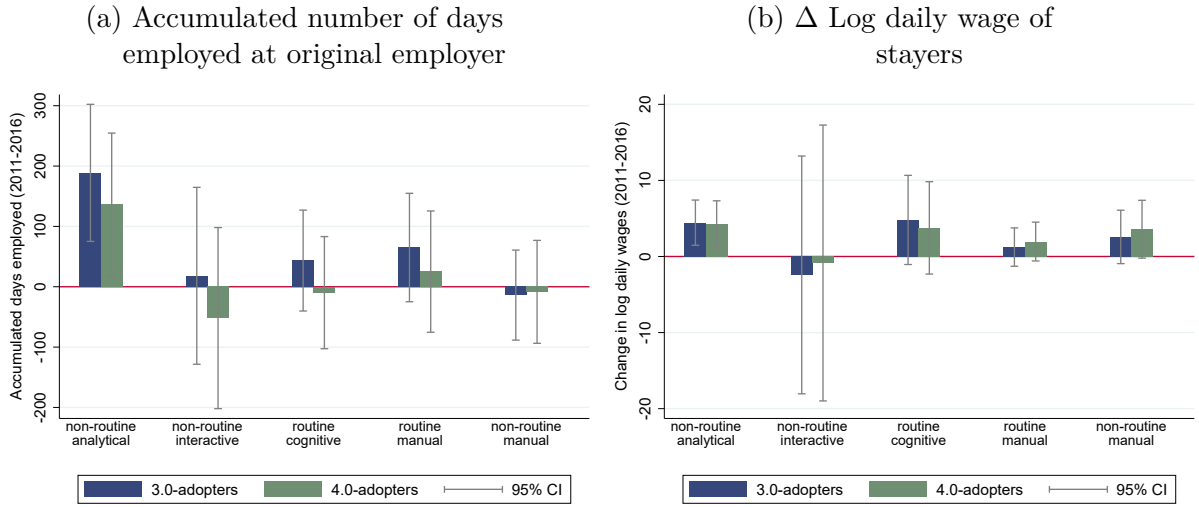 (a) Accumulated number of days
employed at original employer
Accumulated days employed (2011-2016)
300
200
100
0
-100
-200
non-routine
analytical
non-routine
interactive
routine
cognitive
routine
manual
non-routine
manual
3.0-adopters
4.0-adopters
95% CI
(b) Δ Log daily wage of
stayers
Change in log daily wages (2011-2016)
20
10
0
-10
-20
non-routine
analytical
non-routine
interactive
routine
cognitive
routine
manual
non-routine
manual
3.0-adopters
4.0-adopters
95% CI